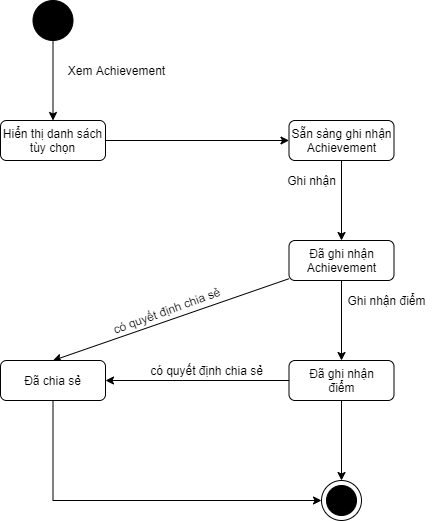 Xem Achievement
Hiển thị danh sách
tùy chọn
Sẵn sàng ghi nhận
Achievement
Ghi nhận
Đã ghi nhận
Achievement
có quyết định chia sẻ
Ghi nhận điểm
Đã chia sẻ
có quyết định chia sẻ
Đã ghi nhận
điểm